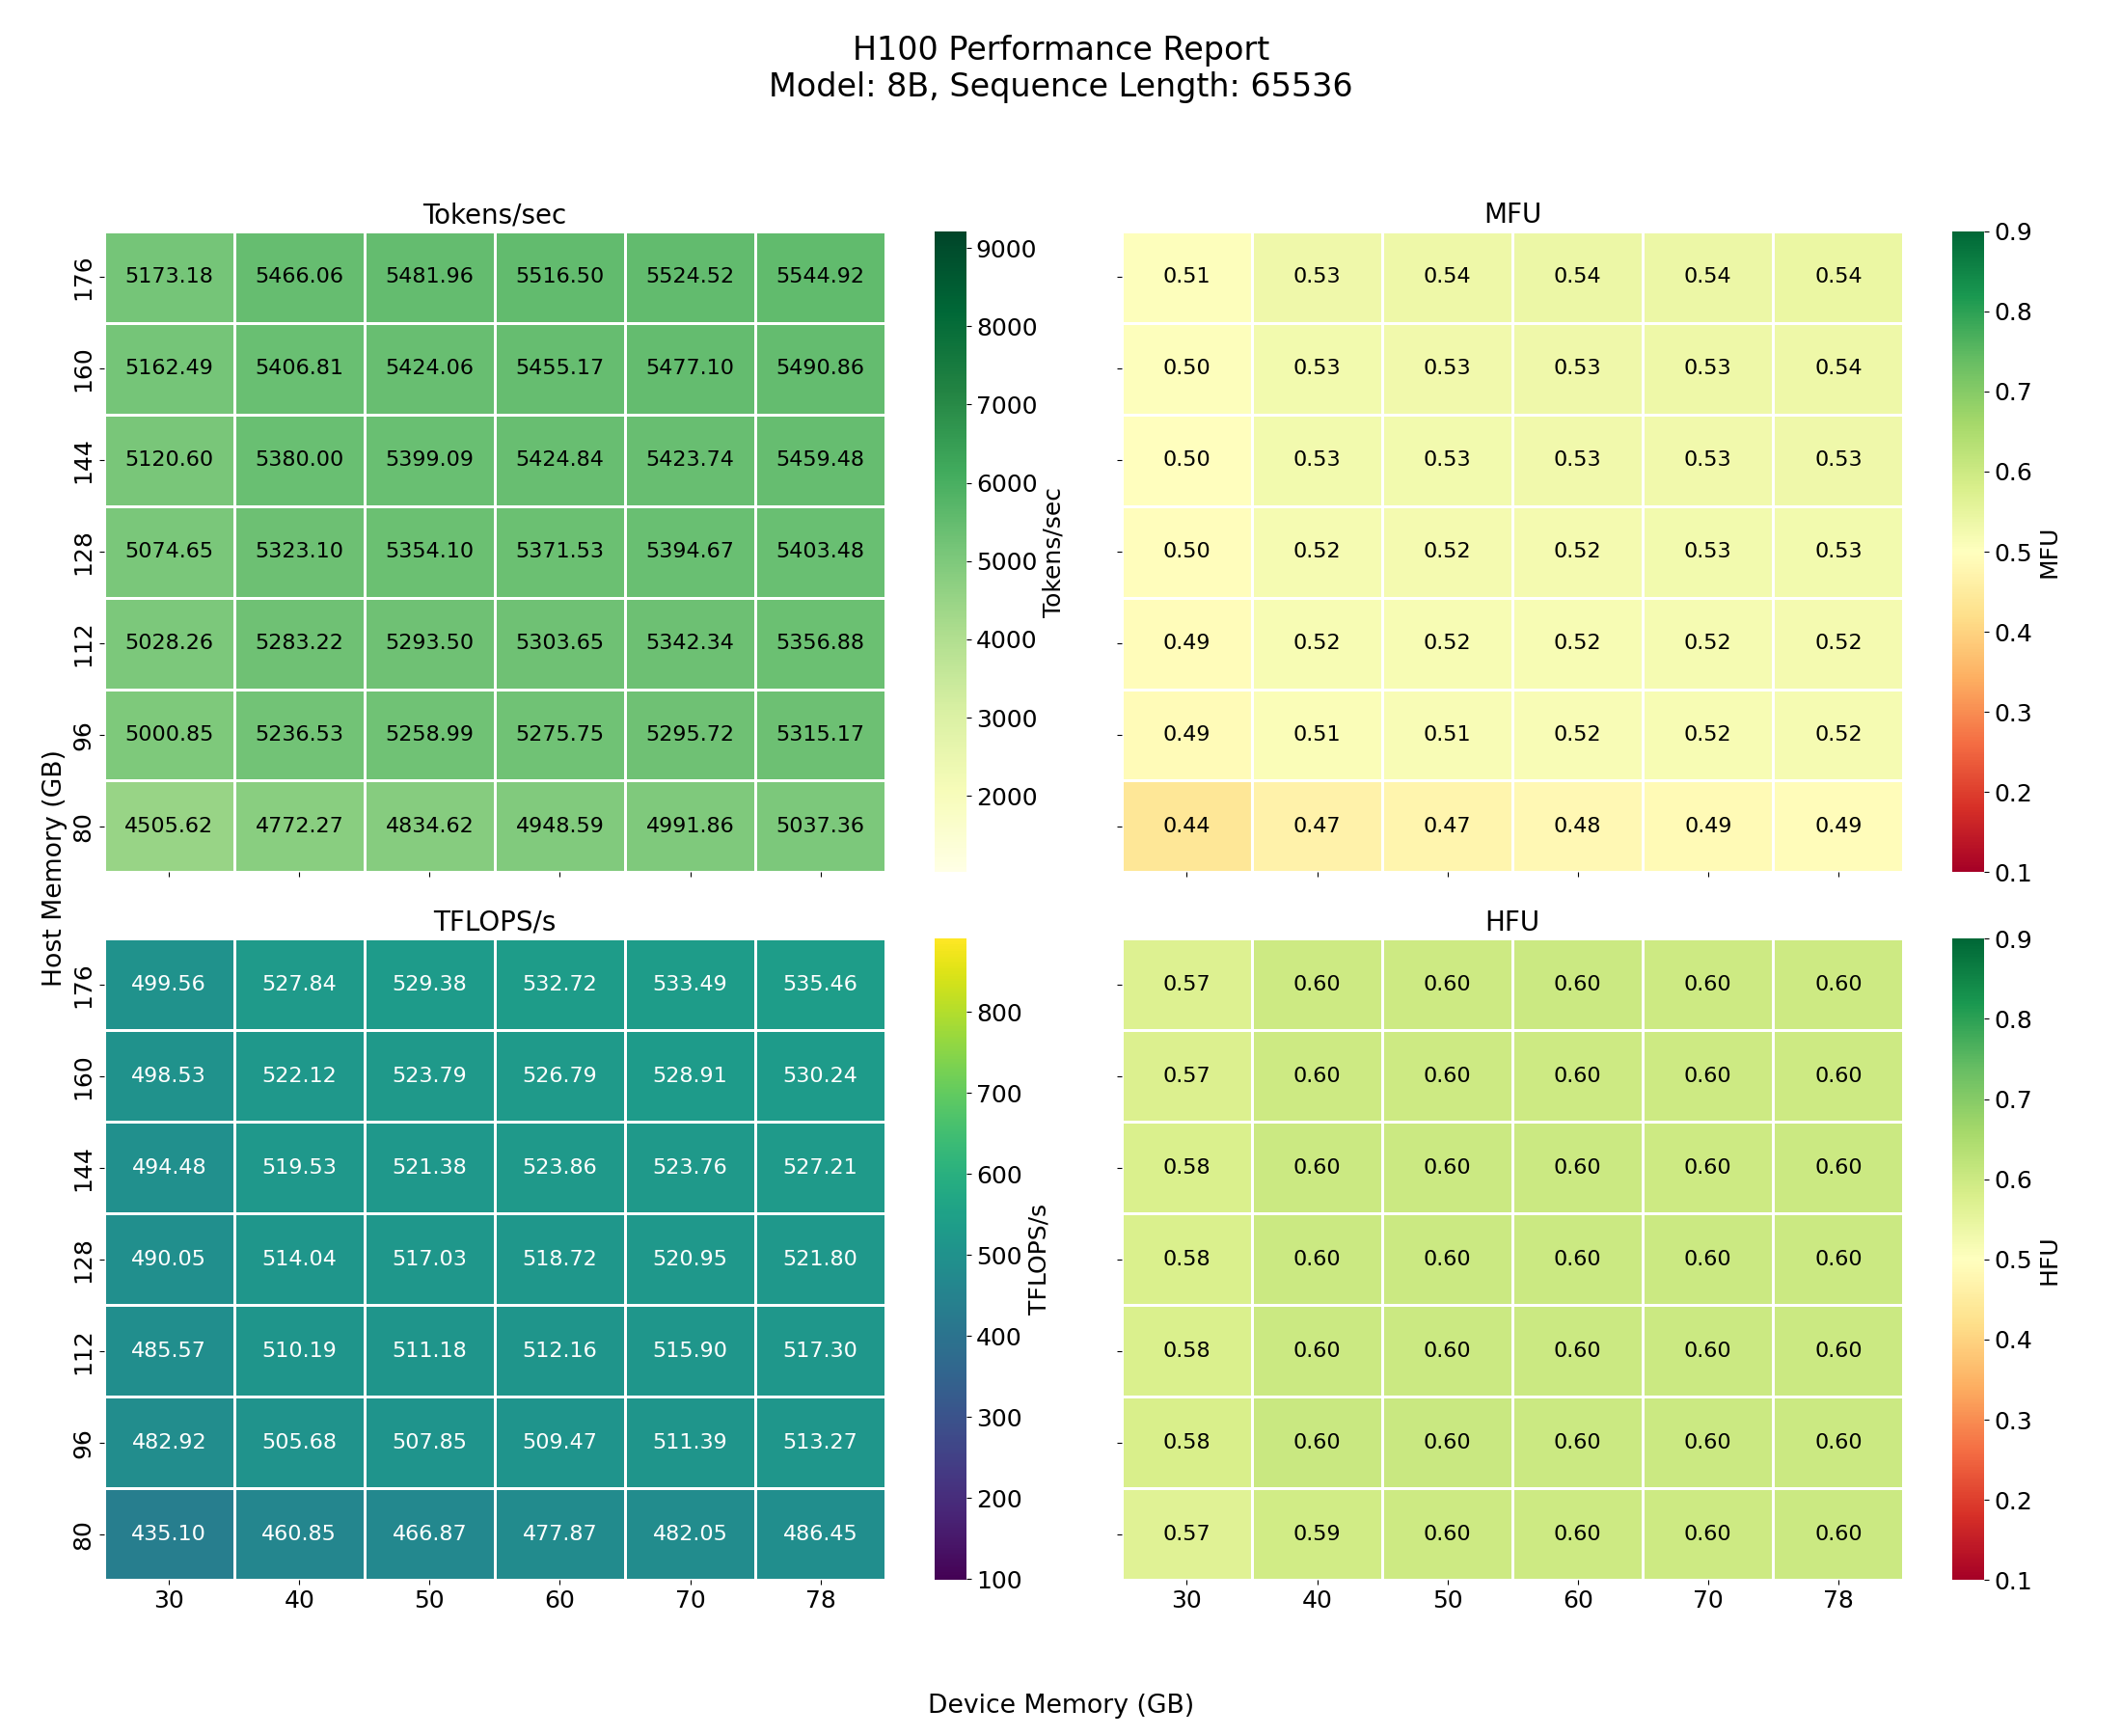 H100 Performance Report
Model: 8B, Sequence Length: 65536
Tokens/sec
176 5173.18 5466.06 5481.96 5516.50 5524.52 5544.92
160 5162.49 5406.81 5424.06 5455.17 5477.10 5490.86
144 5120.60 5380.00 5399.09 5424.84 5423.74 5459.48
128 5074.65 5323.10 5354.10 5371.53 5394.67 5403.48
112 5028.26 5283.22 5293.50 5303.65 5342.34 5356.88
96 5000.85 5236.53 5258.99 5275.75 5295.72 5315.17
80 4505.62 4772.27 4834.62 4948.59 4991.86 5037.36
9000
8000
7000
6000
5000
4000
3000
2000
Tokens/sec
MFU
0.51 0.53 0.54 0.54 0.54 0.54
0.50 0.53 0.53 0.53 0.53 0.54
0.50 0.53 0.53 0.53 0.53 0.53
0.50 0.52 0.52 0.52 0.53 0.53
0.49 0.52 0.52 0.52 0.52 0.52
0.49 0.51 0.51 0.52 0.52 0.52
0.44 0.47 0.47 0.48 0.49 0.49
0.9
0.8
0.7
0.6
0.5
0.4
0.3
0.2
0.1
MFU
Host Memory (GB)
TFLOPS/s
176 499.56 527.84 529.38 532.72 533.49 535.46
160 498.53 522.12 523.79 526.79 528.91 530.24
144 494.48 519.53 521.38 523.86 523.76 527.21
128 490.05 514.04 517.03 518.72 520.95 521.80
112 485.57 510.19 511.18 512.16 515.90 517.30
96 482.92 505.68 507.85 509.47 511.39 513.27
80 435.10 460.85 466.87 477.87 482.05 486.45
30 40 50 60 70 78
800
700
600
500
400
300
200
100
TFLOPS/s
HFU
0.57 0.60 0.60 0.60 0.60 0.60
0.57 0.60 0.60 0.60 0.60 0.60
0.58 0.60 0.60 0.60 0.60 0.60
0.58 0.60 0.60 0.60 0.60 0.60
0.58 0.60 0.60 0.60 0.60 0.60
0.58 0.60 0.60 0.60 0.60 0.60
0.57 0.59 0.60 0.60 0.60 0.60
30 40 50 60 70 78
0.9
0.8
0.7
0.6
0.5
0.4
0.3
0.2
0.1
HFU
Device Memory (GB)